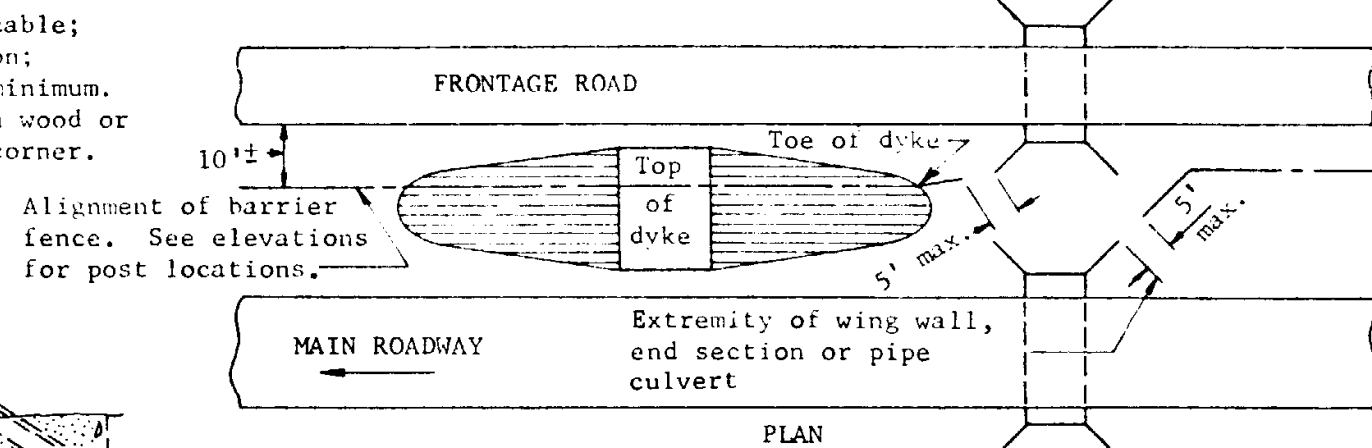 able;
on;
minimum.
wood or
corner.
FRONTAGE ROAD
10'±
Toe of dyke
Top
of
dyke
Alignment of barrier
fence. See elevations
for post locations.
5' max.
5'
max.
Extremity of wing wall,
end section or pipe
culvert
MAIN ROADWAY
PLAN